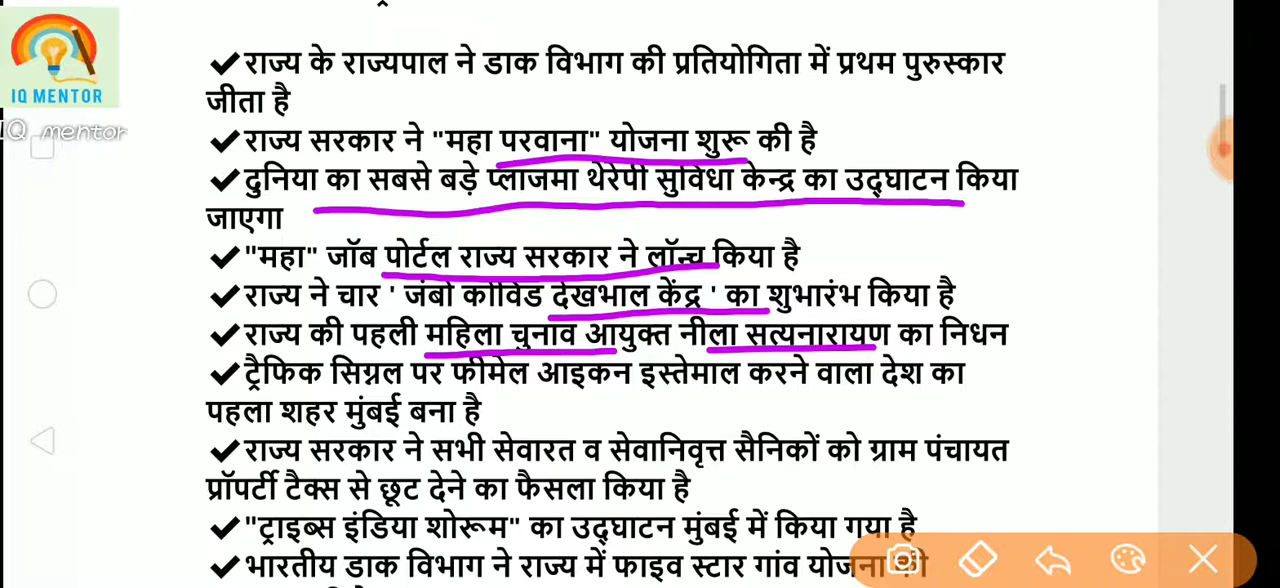 ✔राज्य के राज्यपाल ने डाक विभाग की प्रतियोगिता में प्रथम पुरुस्कार
जीता है
IQ MENTOR
IQ mentor
✔राज्य सरकार ने "महा परवाना" योजना शुरू की है
✔दुनिया का सबसे बड़े प्लाजमा थेरेपी सुविधा केन्द्र का उद्घाटन किया
जाएगा
✔"महा" जॉब पोर्टल राज्य सरकार ने लॉन्च किया है
✔राज्य ने चार ' जंबो कोविड देखभाल केंद्र ' का शुभारंभ किया है
✔राज्य की पहली महिला चुनाव आयुक्त नीला सत्यनारायण का निधन
✔ट्रैफिक सिग्नल पर फीमेल आइकन इस्तेमाल करने वाला देश का
पहला शहर मुंबई बना है
✔राज्य सरकार ने सभी सेवारत व सेवानिवृत्त सैनिकों को ग्राम पंचायत
प्रॉपर्टी टैक्स से छूट देने का फैसला किया है
✔"ट्राइब्स इंडिया शोरूम" का उद्घाटन मुंबई में किया गया है
✔भारतीय डाक विभाग ने राज्य में फाइव स्टार गांव योजना की